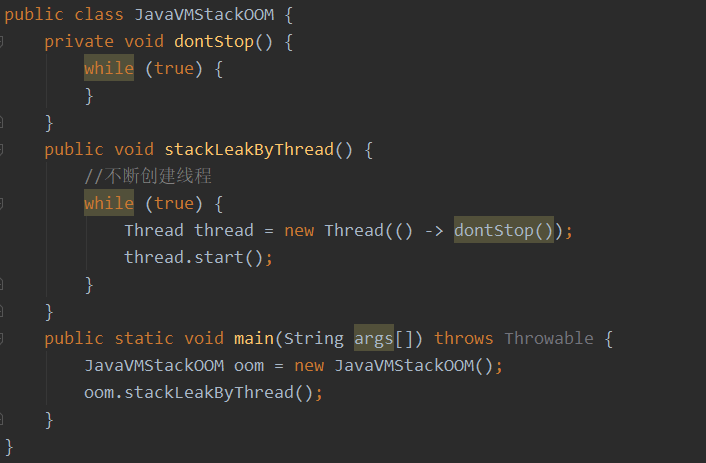 public class JavaVMStackOOM {
    private void dontStop() {
        while (true) {
        }
    }
    public void stackLeakByThread() {
        //不断创建线程
        while (true) {
            Thread thread = new Thread(() -> dontStop());
            thread.start();
        }
    }
    public static void main(String args[]) throws Throwable {
        JavaVMStackOOM oom = new JavaVMStackOOM();
        oom.stackLeakByThread();
    }
}